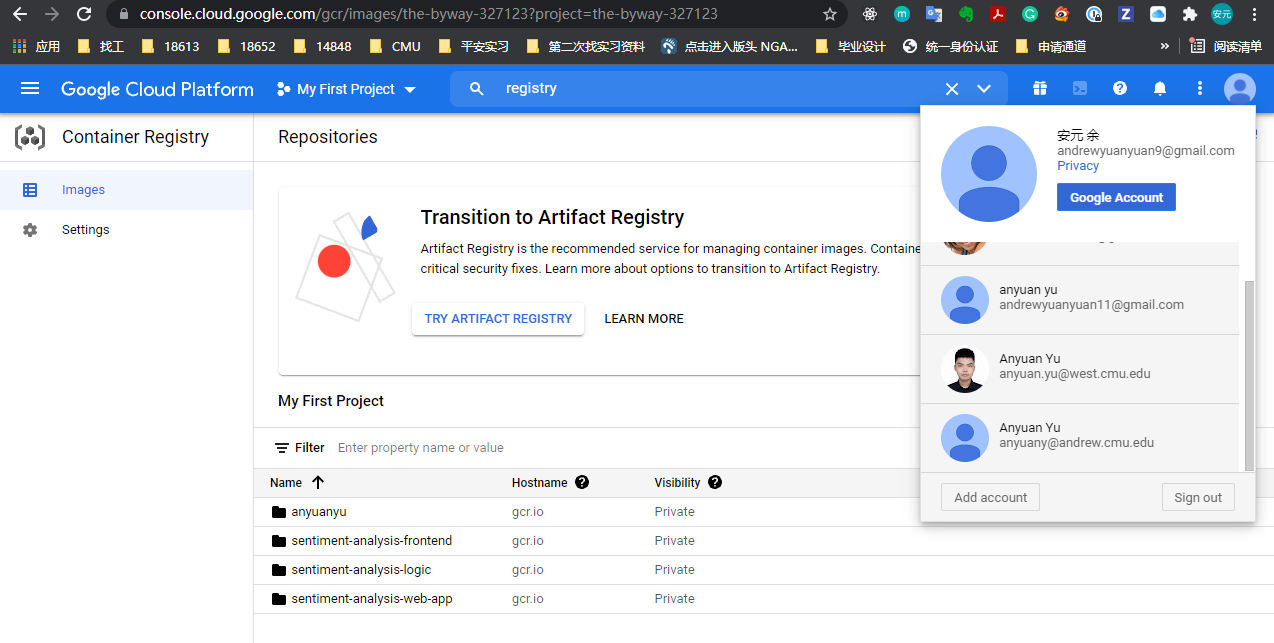 console.cloud.google.com/gcr/images/the-byway-327123?project=the-byway-327123
安元
应用 找工 18613 18652 14848 CMU 平安实习 第二次找实习资料 点击进入版头 NGA... 毕业设计 统一身份认证 申请通道 » 阅读清单
Google Cloud Platform My First Project registry
Container Registry
Repositories
Images
Settings
Transition to Artifact Registry
Artifact Registry is the recommended service for managing container images. Containe
critical security fixes. Learn more about options to transition to Artifact Registry.
TRY ARTIFACT REGISTRY LEARN MORE
My First Project
Filter Enter property name or value
Name Hostname Visibility
anyuanyu gcr.io Private
sentiment-analysis-frontend gcr.io Private
sentiment-analysis-logic gcr.io Private
sentiment-analysis-web-app gcr.io Private
安元 余
andrewyuanyuan9@gmail.com
Privacy
Google Account
anyuan yu
andrewyuanyuan11@gmail.com
Anyuan Yu
anyuan.yu@west.cmu.edu
Anyuan Yu
anyuany@andrew.cmu.edu
Add account Sign out